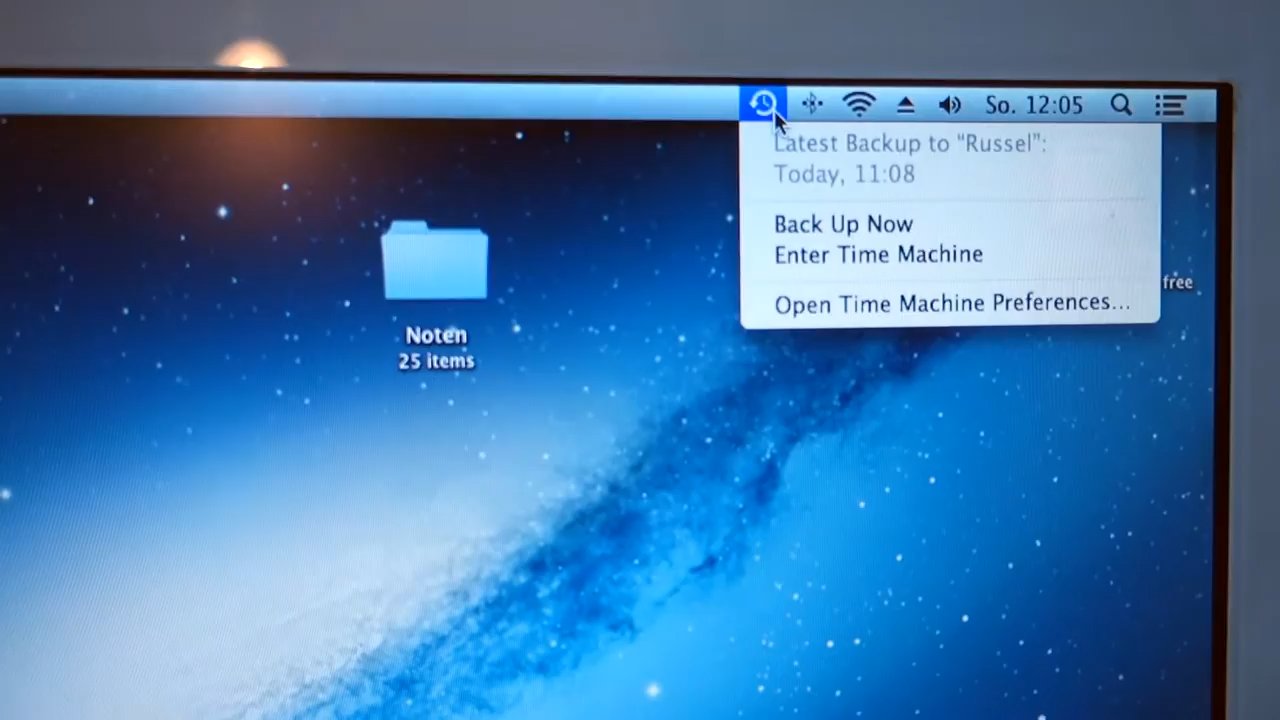 So. 12:05
Latest Backup to “Russel”:
Today, 11:08
Back Up Now
Enter Time Machine
Open Time Machine Preferences...
free
Noten
25 items